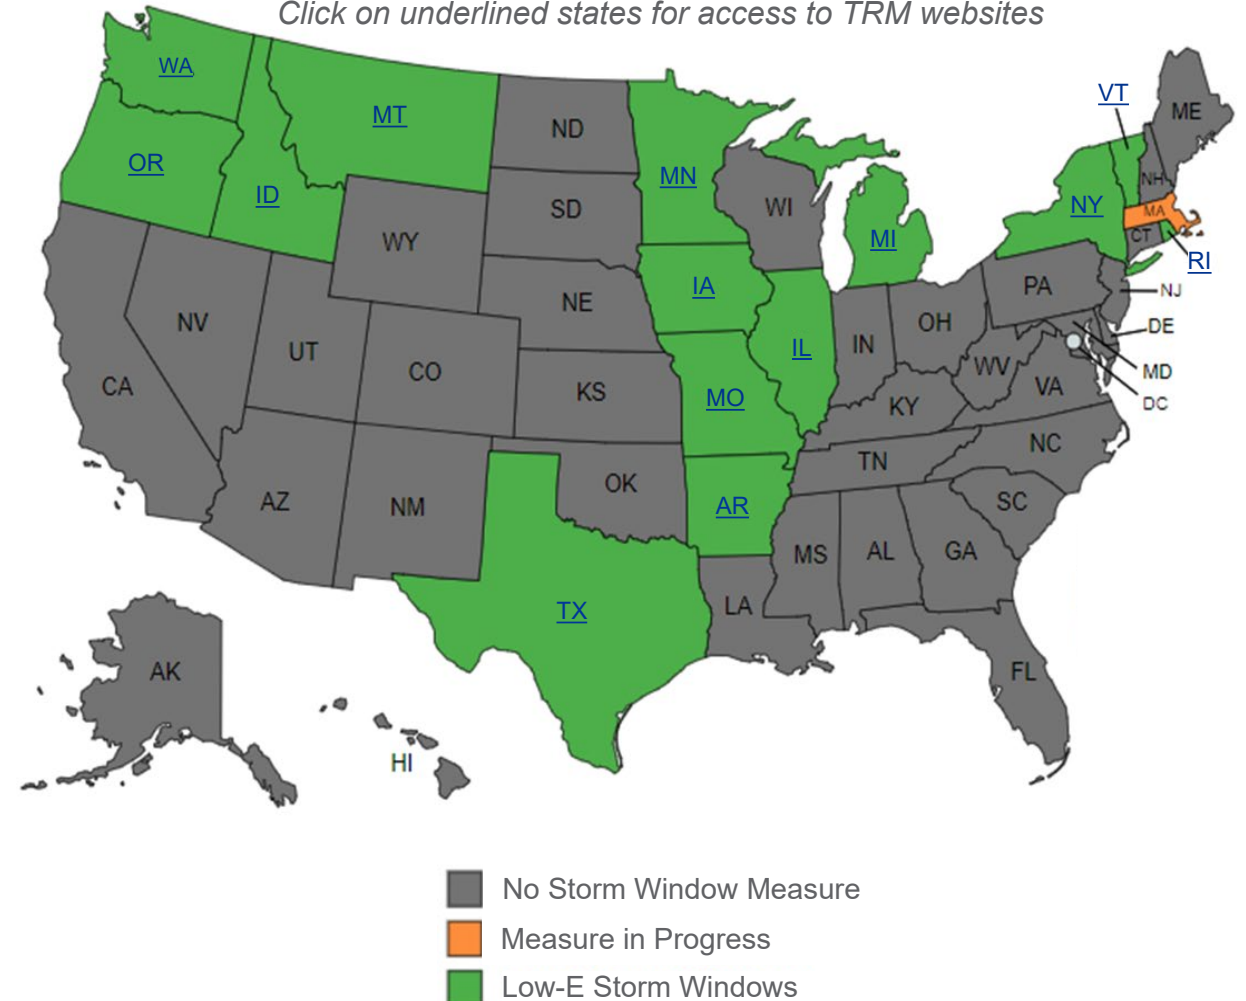 Click on underlined states for access to TRM websites
WA
MT
ND
MN
VT
ME
OR
ID
SD
WI
NH
NY
MA
WY
MI
CT
RI
IA
PA
NJ
NE
NV
OH
DE
UT
IL
IN
WV
MD
CO
CA
KS
MO
KY
VA
DC
TN
NC
OK
AZ
NM
AR
SC
MS
AL
GA
LA
TX
AK
FL
HI
No Storm Window Measure
Measure in Progress
Low-E Storm Windows